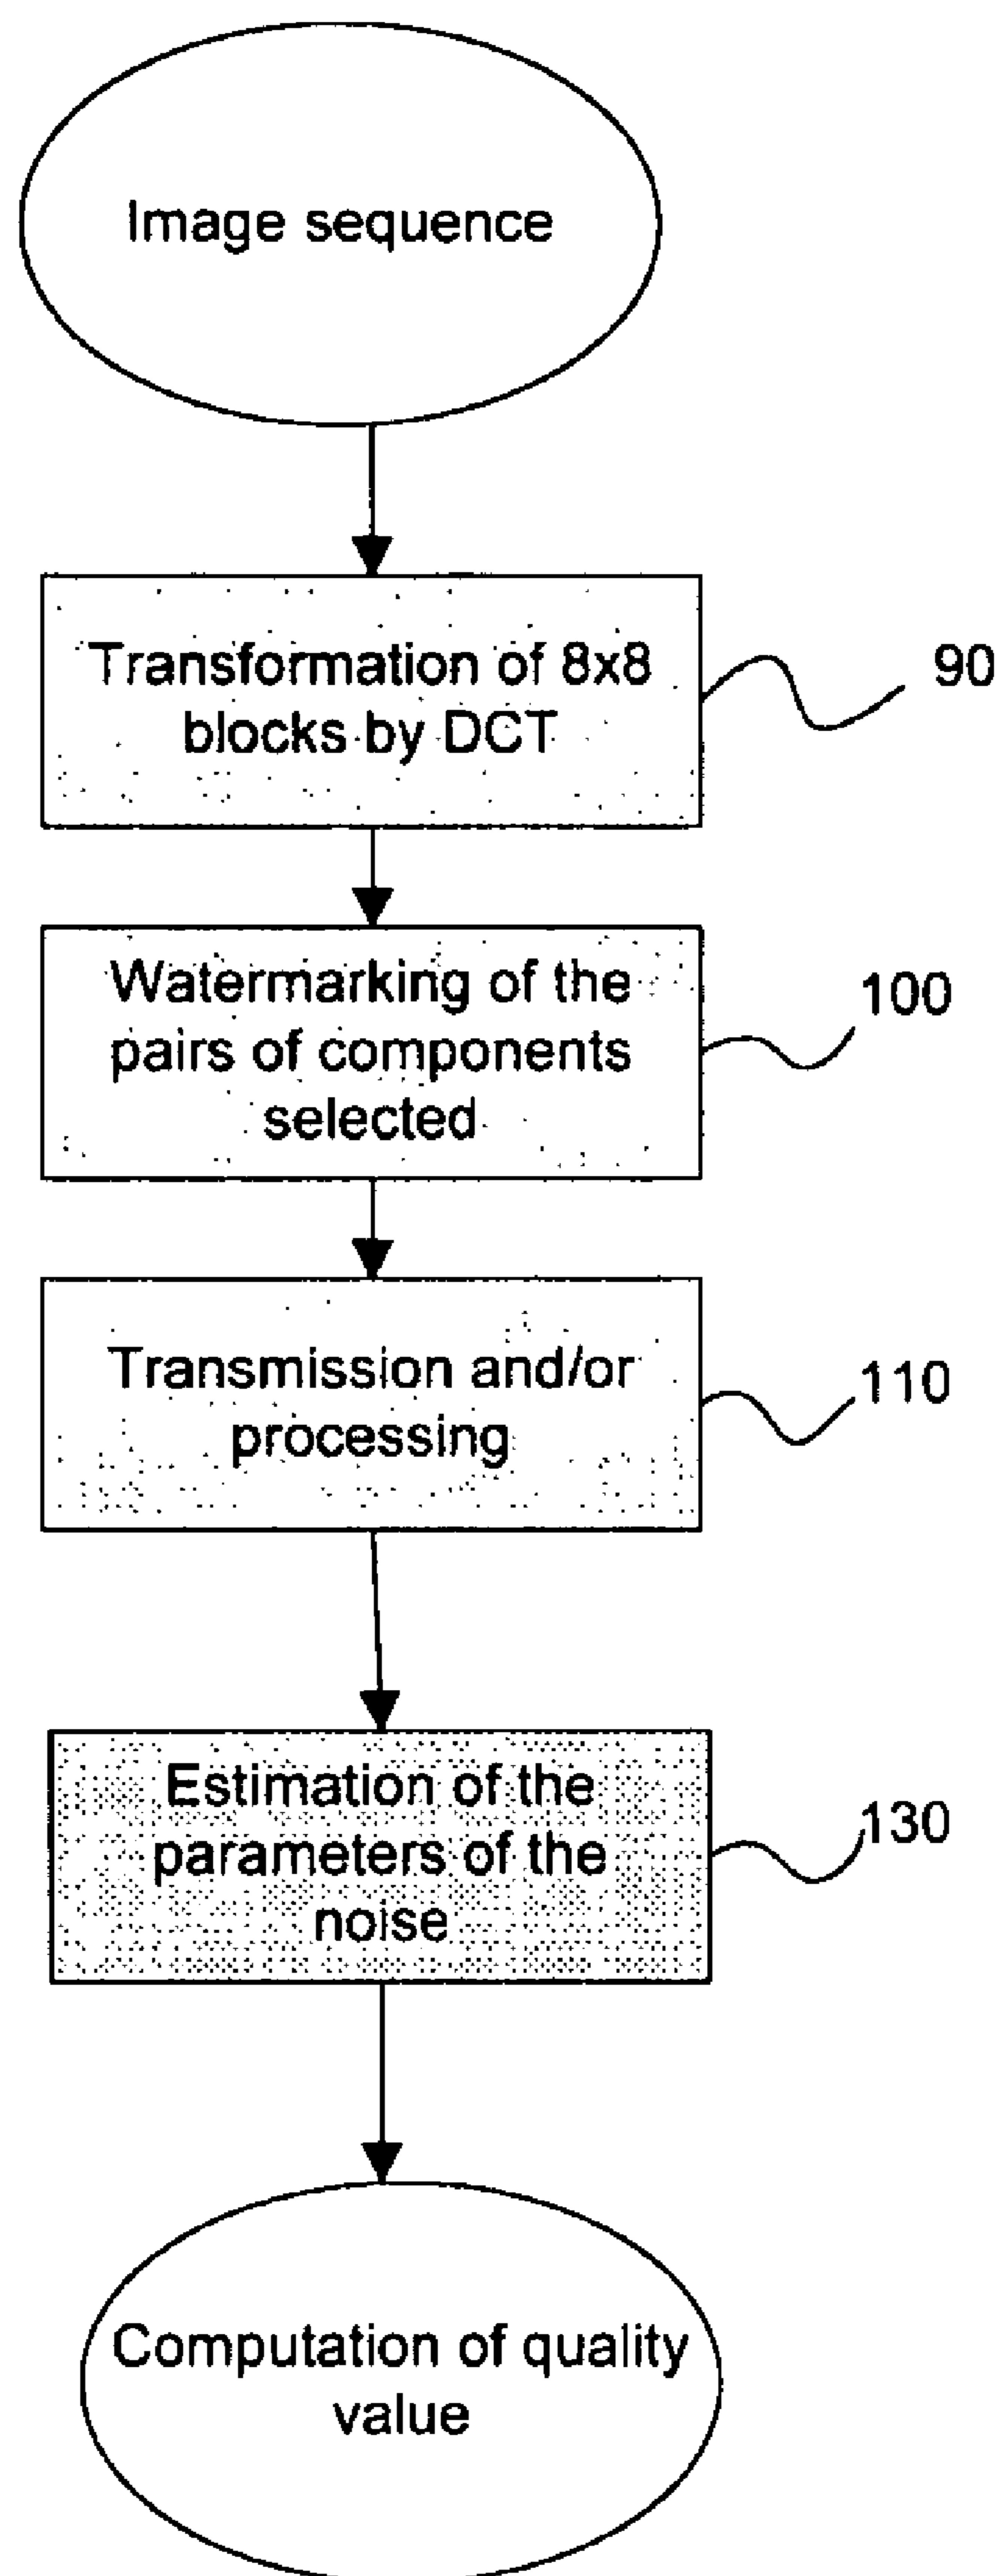 Image sequence
Transformation of 8x8
blocks by DCT
90
Watermarking of the
pairs of components
selected
100
Transmission and/or
processing
110
Estimation of the
parameters of the
noise
130
Computation of quality
value